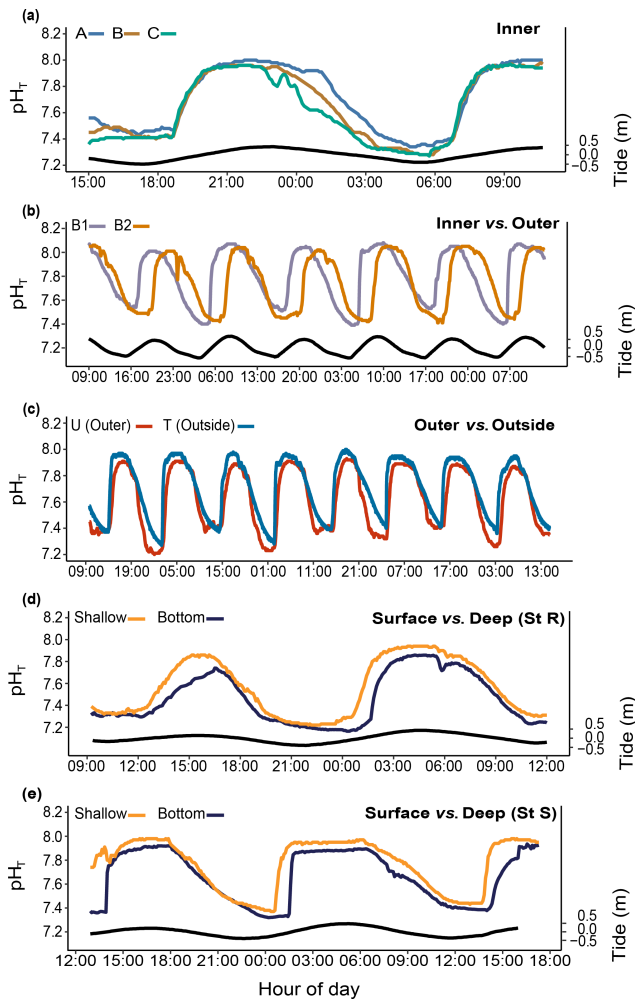 (a)
Inner
A B C
8.2
8.0
7.8
7.6
7.4
7.2
pH_T
0.5
0.0
−0.5
Tide (m)
15:00 18:00 21:00 00:00 03:00 06:00 09:00
(b)
Inner vs. Outer
B1 B2
8.2
8.0
7.8
7.6
7.4
7.2
pH_T
0.5
0.0
−0.5
Tide (m)
09:00 16:00 23:00 06:00 13:00 20:00 03:00 10:00 17:00 00:00 07:00
(c)
Outer vs. Outside
U (Outer) T (Outside)
8.2
8.0
7.8
7.6
7.4
7.2
pH_T
09:00 19:00 05:00 15:00 01:00 11:00 21:00 07:00 17:00 03:00 13:00
(d)
Surface vs. Deep (St R)
Shallow Bottom
8.2
8.0
7.8
7.6
7.4
7.2
pH_T
0.5
0.0
−0.5
Tide (m)
09:00 12:00 15:00 18:00 21:00 00:00 03:00 06:00 09:00 12:00
(e)
Surface vs. Deep (St S)
Shallow Bottom
8.2
8.0
7.8
7.6
7.4
7.2
pH_T
0.5
0.0
−0.5
Tide (m)
12:00 15:00 18:00 21:00 00:00 03:00 06:00 09:00 12:00 15:00 18:00
Hour of day